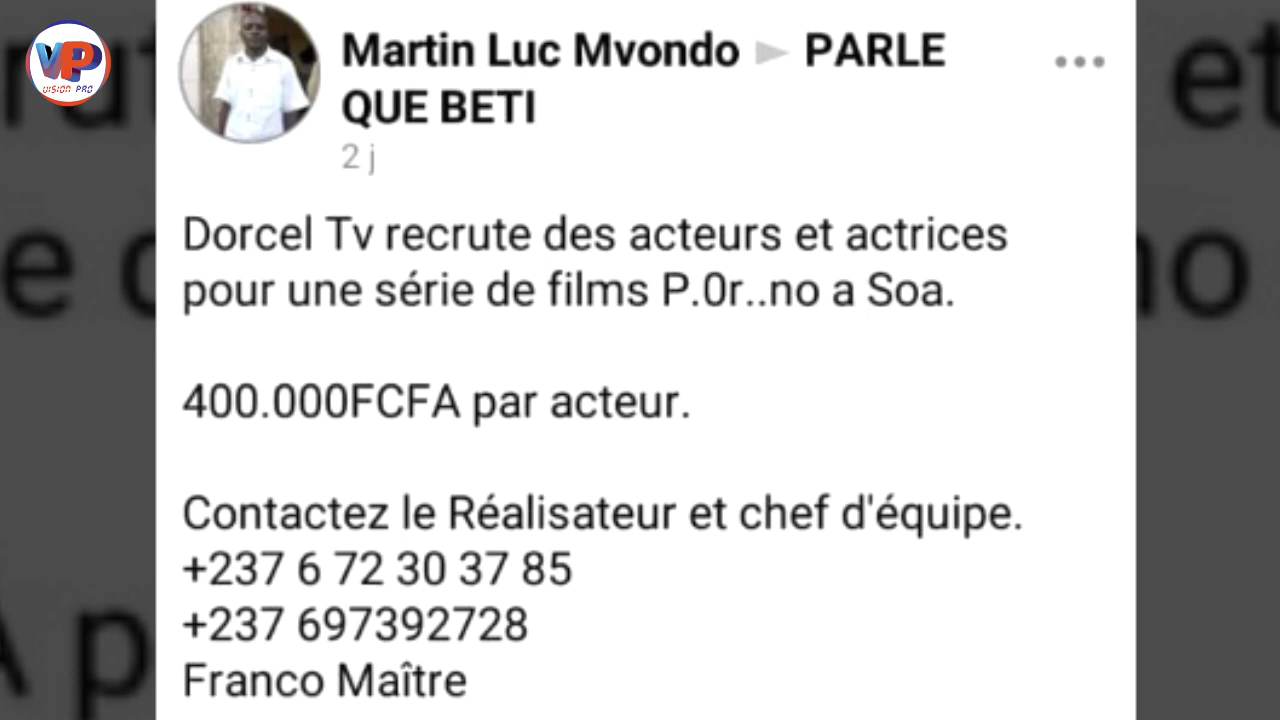 VP
VISION PRO
Martin Luc Mvondo ► PARLE
QUE BETI
2 j
Dorcel Tv recrute des acteurs et actrices
pour une série de films P.0r..no a Soa.
400.000FCFA par acteur.
Contactez le Réalisateur et chef d'équipe.
+237 6 72 30 37 85
+237 697392728
Franco Maître